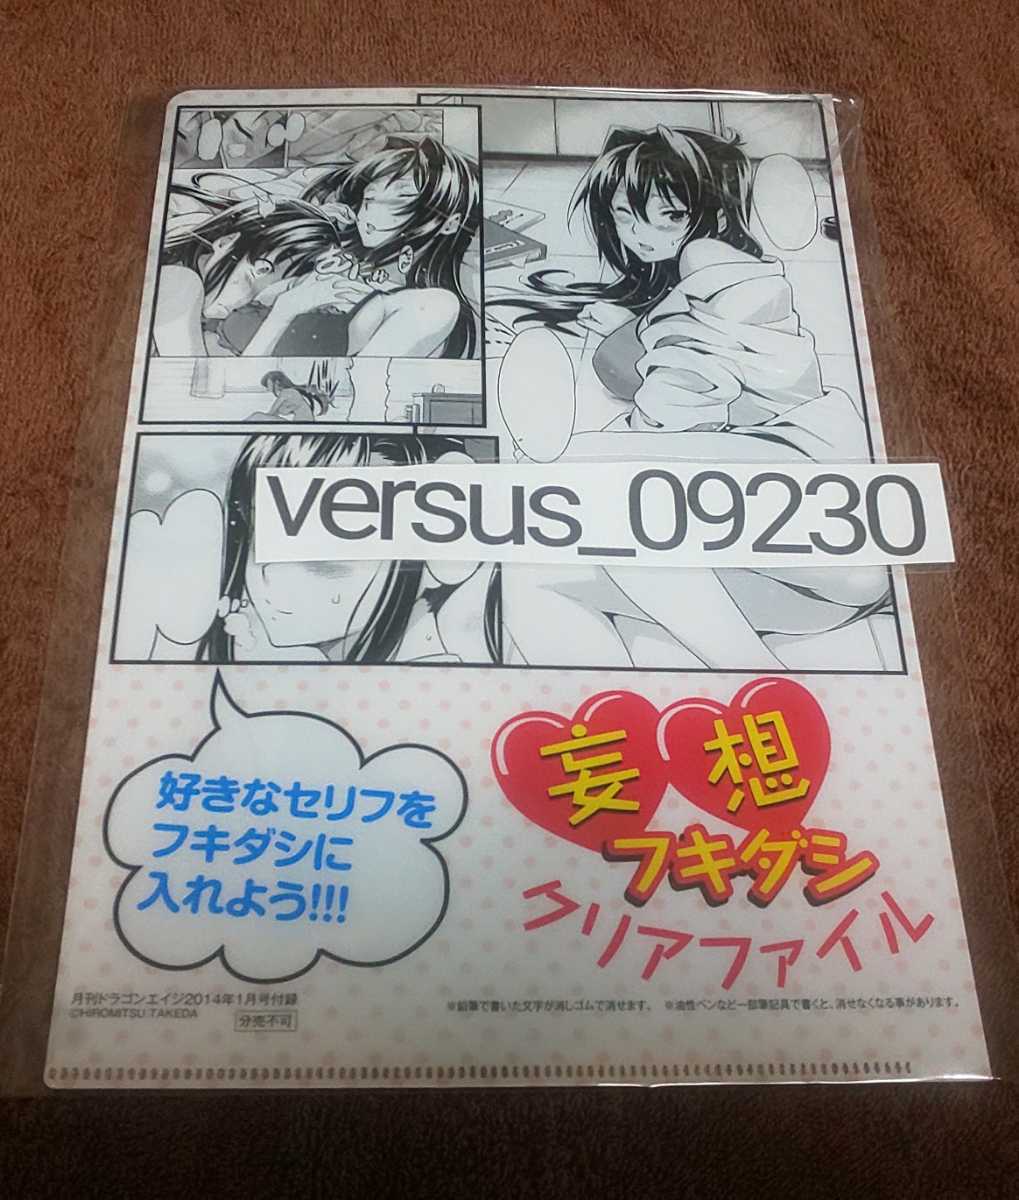 versus_09230
好きなセリフを
フキダシに
入れよう!!!
妄想
フキダシ
クリアファイル
月刊ドラゴンエイジ2014年1月号付録
©HIROMITSU TAKEDA
分売不可
※鉛筆で書いた文字が消しゴムで消せます。 ※油性ペンなど一部筆記具で書くと、消せなくなる事があります。